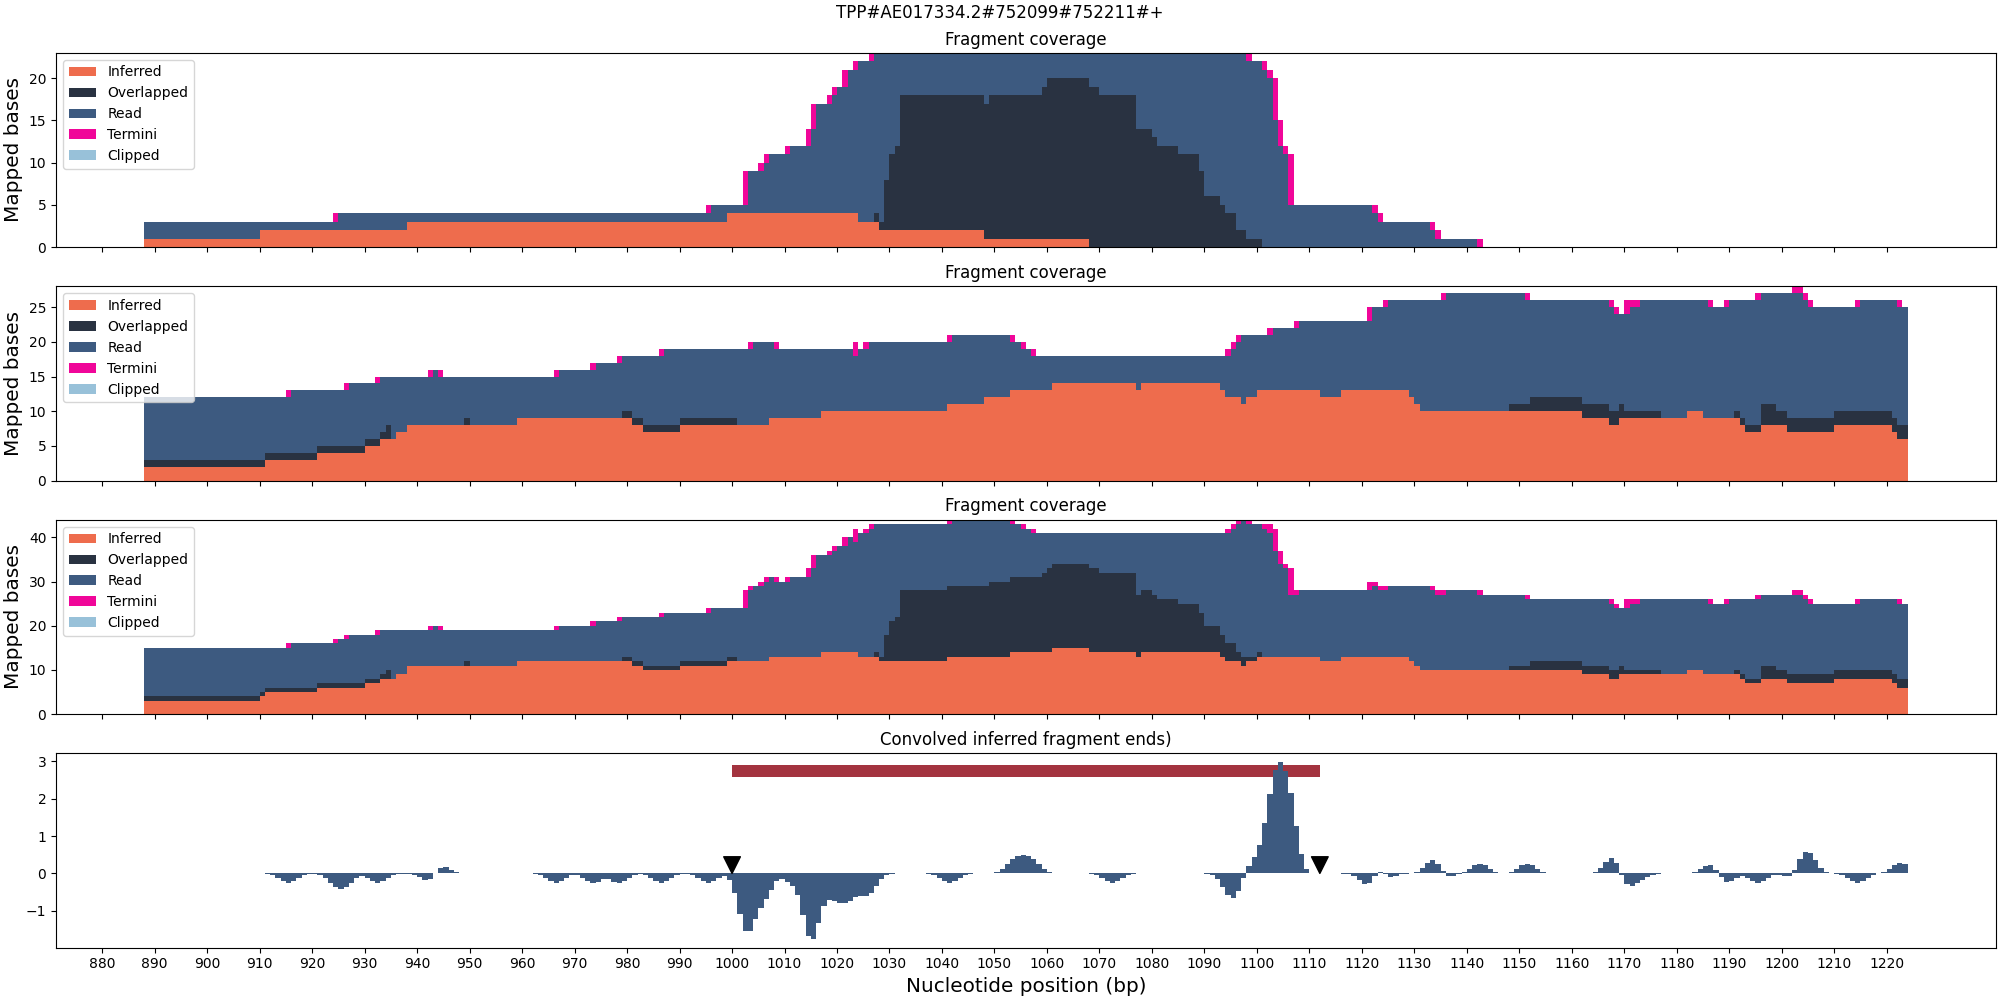 TPP#AE017334.2#752099#752211#+
Fragment coverage
Mapped bases
20
15
10
5
0
Inferred
Overlapped
Read
Termini
Clipped
Fragment coverage
Mapped bases
25
20
15
10
5
0
Inferred
Overlapped
Read
Termini
Clipped
Fragment coverage
Mapped bases
40
30
20
10
0
Inferred
Overlapped
Read
Termini
Clipped
Convolved inferred fragment ends)
3
2
1
0
−1
880 890 900 910 920 930 940 950 960 970 980 990 1000 1010 1020 1030 1040 1050 1060 1070 1080 1090 1100 1110 1120 1130 1140 1150 1160 1170 1180 1190 1200 1210 1220
Nucleotide position (bp)